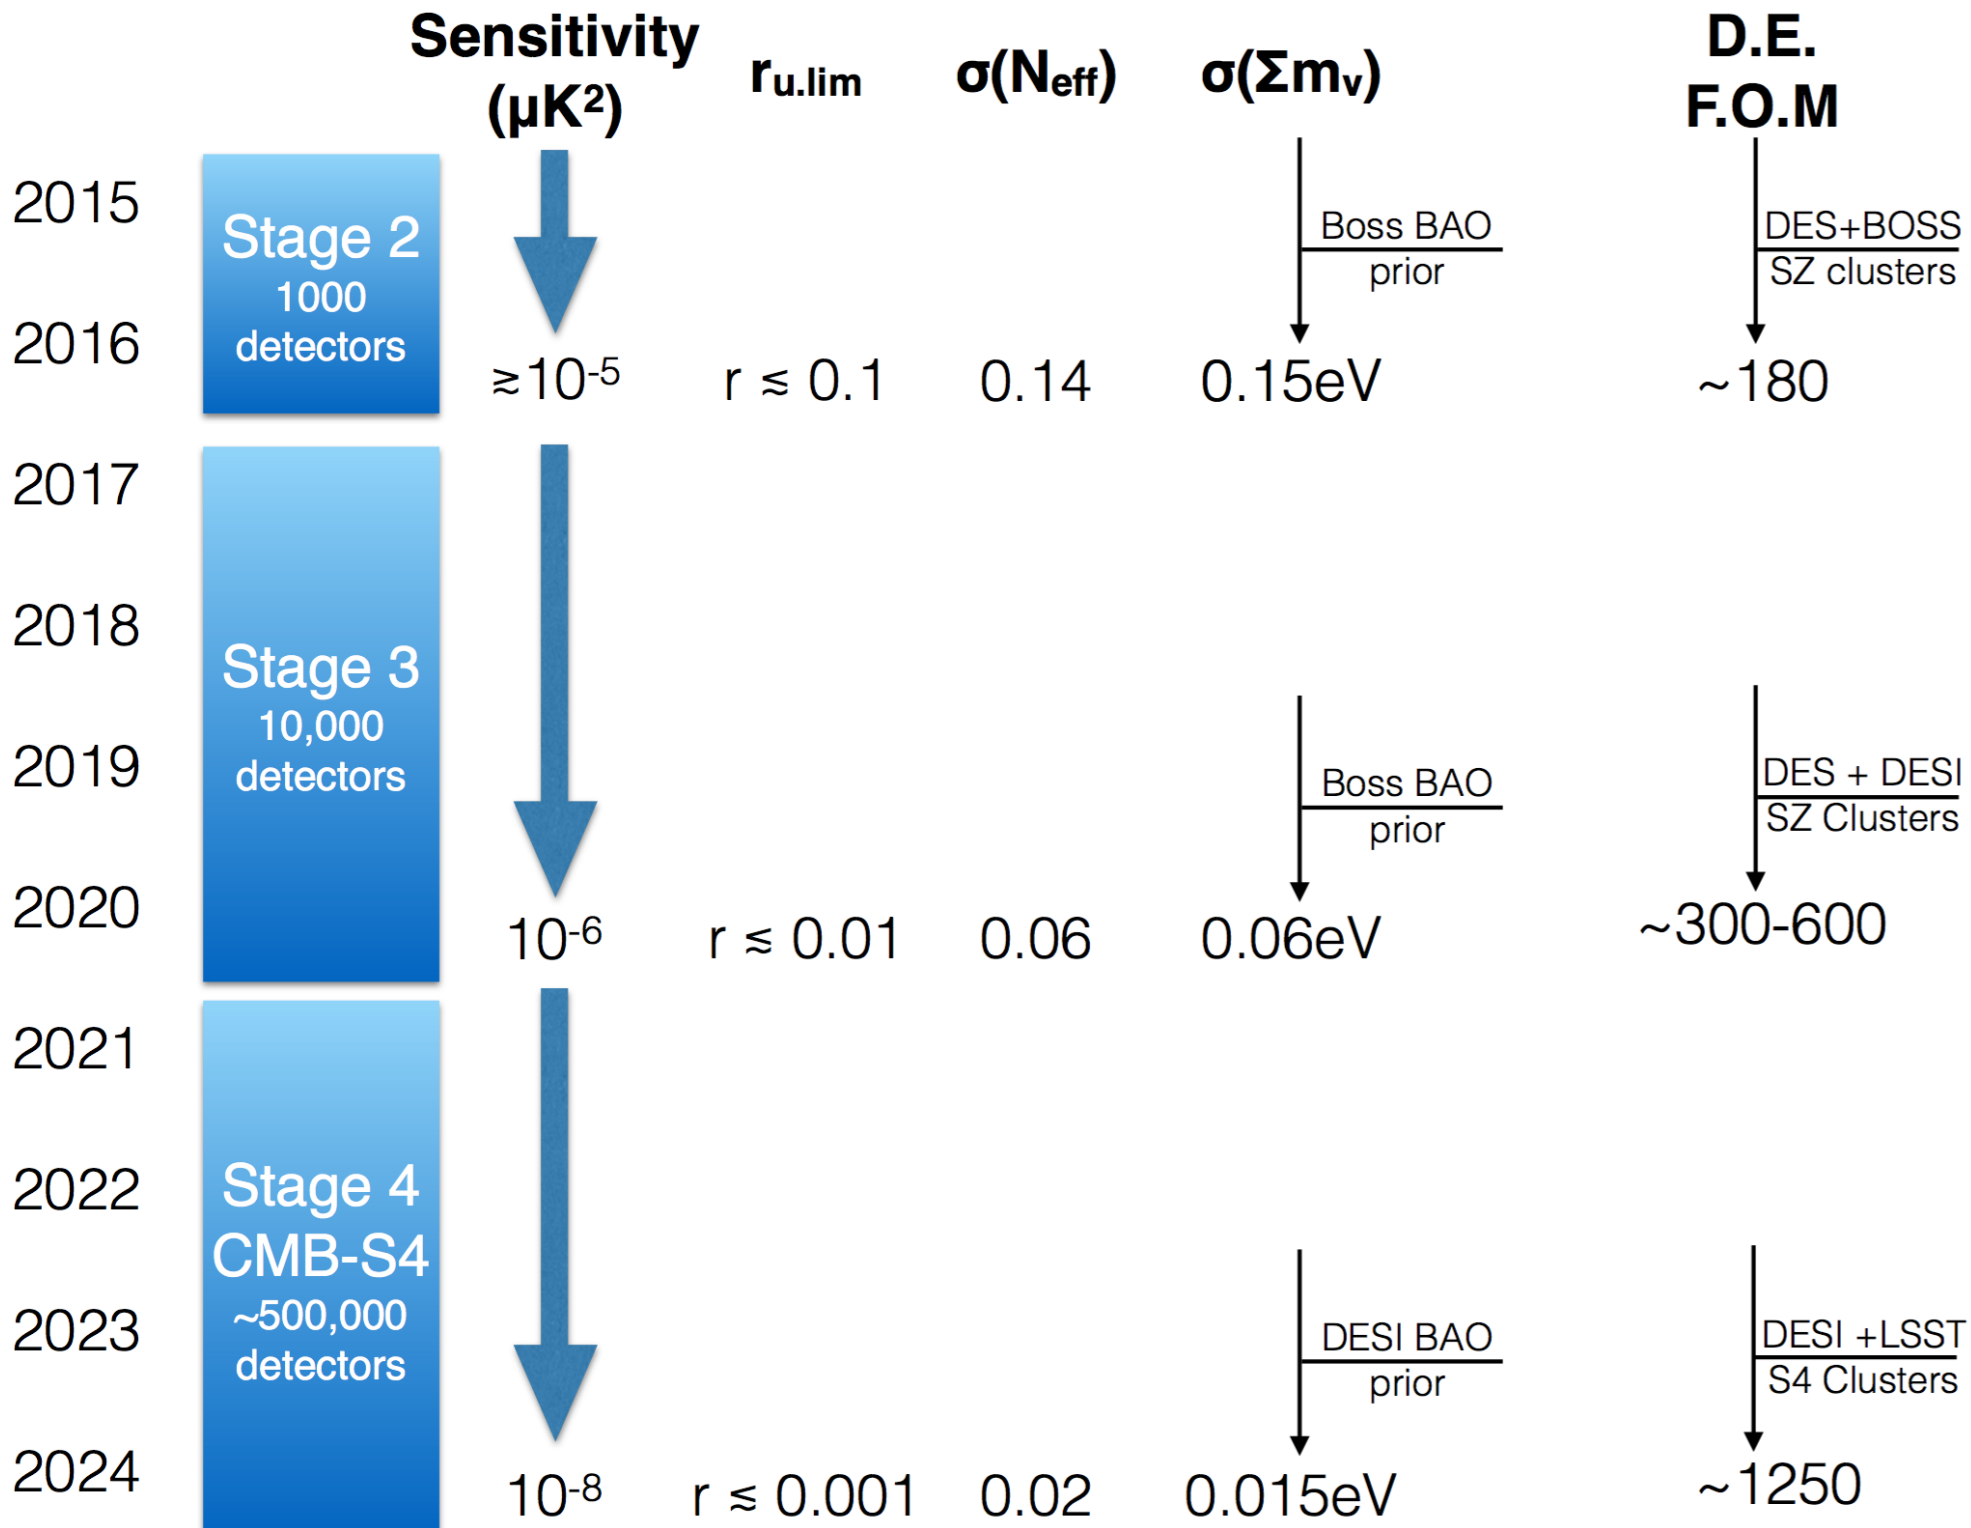 Sensitivity
(μK²)
r_u.lim
σ(N_eff)
σ(Σm_ν)
D.E.
F.O.M
2015
Stage 2
1000
detectors
Boss BAO
prior
DES+BOSS
SZ clusters
2016
≳10⁻⁵
r ≲ 0.1
0.14
0.15eV
~180
2017
2018
Stage 3
10,000
detectors
2019
Boss BAO
prior
DES + DESI
SZ Clusters
2020
10⁻⁶
r ≲ 0.01
0.06
0.06eV
~300-600
2021
2022
Stage 4
CMB-S4
~500,000
detectors
2023
DESI BAO
prior
DESI +LSST
S4 Clusters
2024
10⁻⁸
r ≲ 0.001
0.02
0.015eV
~1250